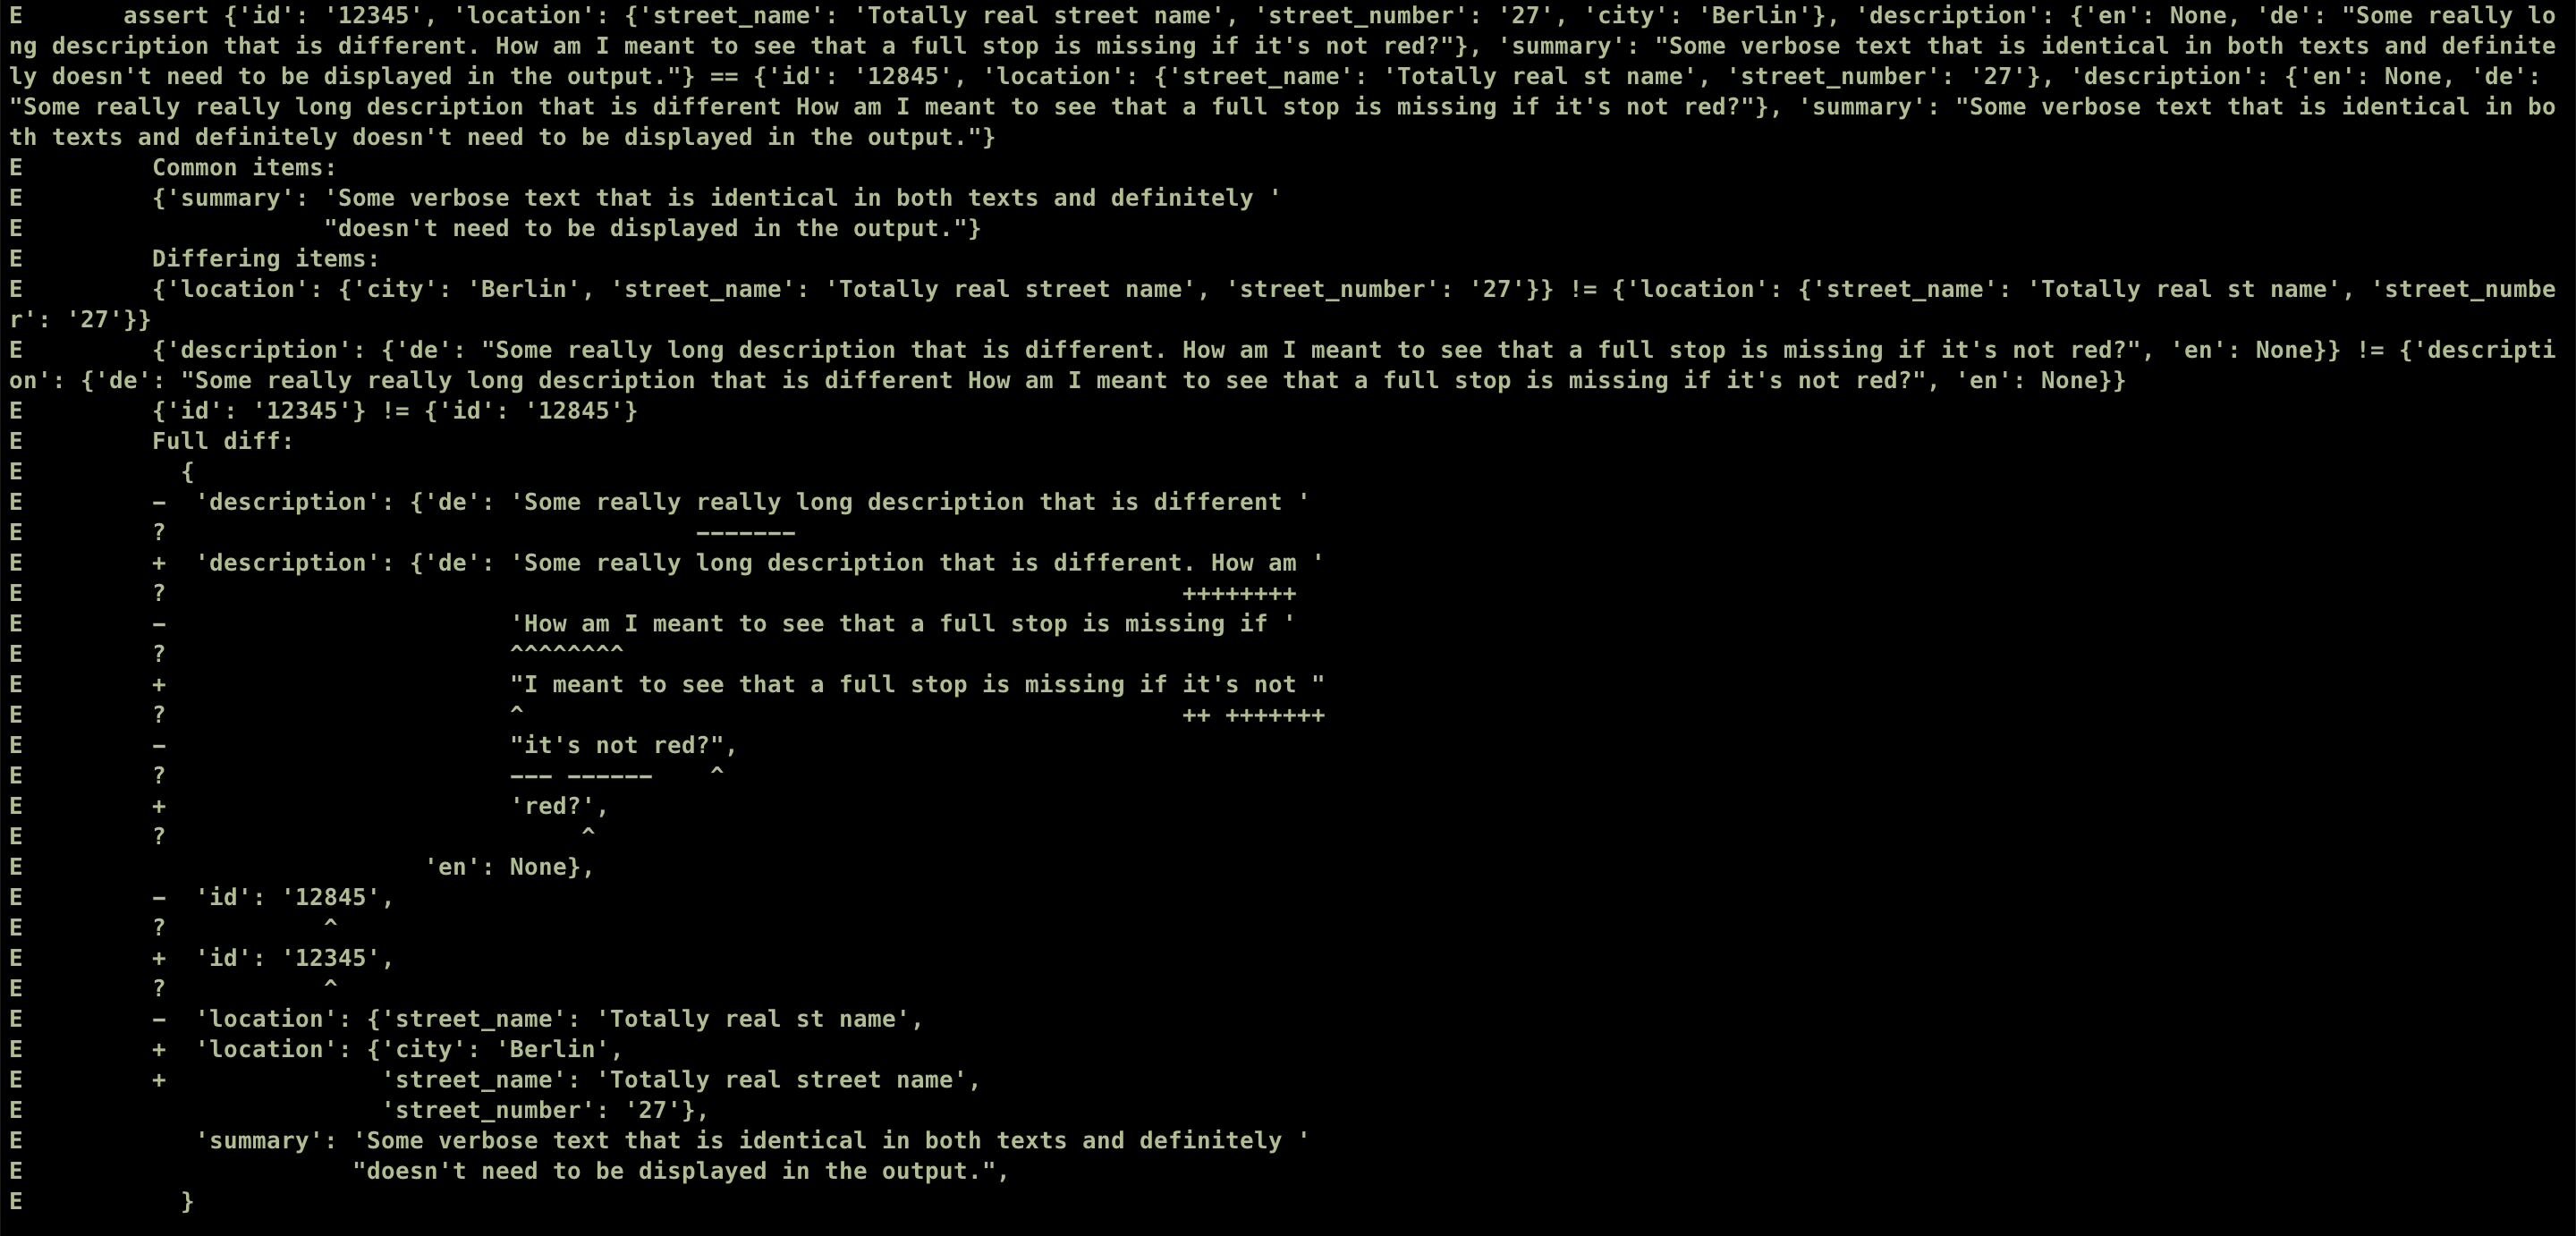 E       assert {'id': '12345', 'location': {'street_name': 'Totally real street name', 'street_number': '27', 'city': 'Berlin'}, 'description': {'en': None, 'de': "Some really lo
ng description that is different. How am I meant to see that a full stop is missing if it's not red?"}, 'summary': "Some verbose text that is identical in both texts and definite
ly doesn't need to be displayed in the output."} == {'id': '12845', 'location': {'street_name': 'Totally real st name', 'street_number': '27'}, 'description': {'en': None, 'de':
"Some really really long description that is different How am I meant to see that a full stop is missing if it's not red?"}, 'summary': "Some verbose text that is identical in bo
th texts and definitely doesn't need to be displayed in the output."}
E         Common items:
E         {'summary': 'Some verbose text that is identical in both texts and definitely '
E                     "doesn't need to be displayed in the output."}
E         Differing items:
E         {'location': {'city': 'Berlin', 'street_name': 'Totally real street name', 'street_number': '27'}} != {'location': {'street_name': 'Totally real st name', 'street_numbe
r': '27'}}
E         {'description': {'de': "Some really long description that is different. How am I meant to see that a full stop is missing if it's not red?", 'en': None}} != {'descripti
on': {'de': "Some really really long description that is different How am I meant to see that a full stop is missing if it's not red?", 'en': None}}
E         {'id': '12345'} != {'id': '12845'}
E         Full diff:
E           {
E         -  'description': {'de': 'Some really really long description that is different '
E         ?                                     -------
E         +  'description': {'de': 'Some really long description that is different. How am '
E         ?                                                                       ++++++++
E         -                        'How am I meant to see that a full stop is missing if '
E         ?                        ^^^^^^^^
E         +                        "I meant to see that a full stop is missing if it's not "
E         ?                        ^                                              ++ +++++++
E         -                        "it's not red?",
E         ?                        --- ------    ^
E         +                        'red?',
E         ?                             ^
E                            'en': None},
E         -  'id': '12845',
E         ?           ^
E         +  'id': '12345',
E         ?           ^
E         -  'location': {'street_name': 'Totally real st name',
E         +  'location': {'city': 'Berlin',
E         +               'street_name': 'Totally real street name',
E                         'street_number': '27'},
E            'summary': 'Some verbose text that is identical in both texts and definitely '
E                       "doesn't need to be displayed in the output.",
E           }